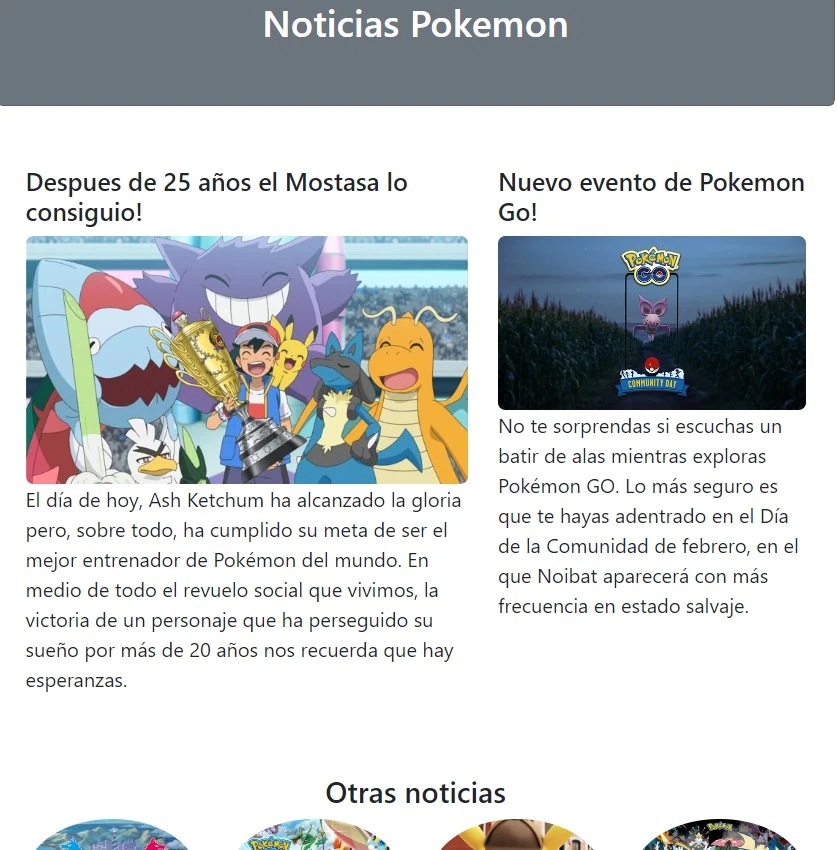 Noticias Pokemon
Despues de 25 años el Mostasa lo
consiguio!
El día de hoy, Ash Ketchum ha alcanzado la gloria
pero, sobre todo, ha cumplido su meta de ser el
mejor entrenador de Pokémon del mundo. En
medio de todo el revuelo social que vivimos, la
victoria de un personaje que ha perseguido su
sueño por más de 20 años nos recuerda que hay
esperanzas.
Nuevo evento de Pokemon
Go!
Pokémon
GO
COMMUNITY DAY
No te sorprendas si escuchas un
batir de alas mientras exploras
Pokémon GO. Lo más seguro es
que te hayas adentrado en el Día
de la Comunidad de febrero, en el
que Noibat aparecerá con más
frecuencia en estado salvaje.
Otras noticias
Pokémon
Pokémon